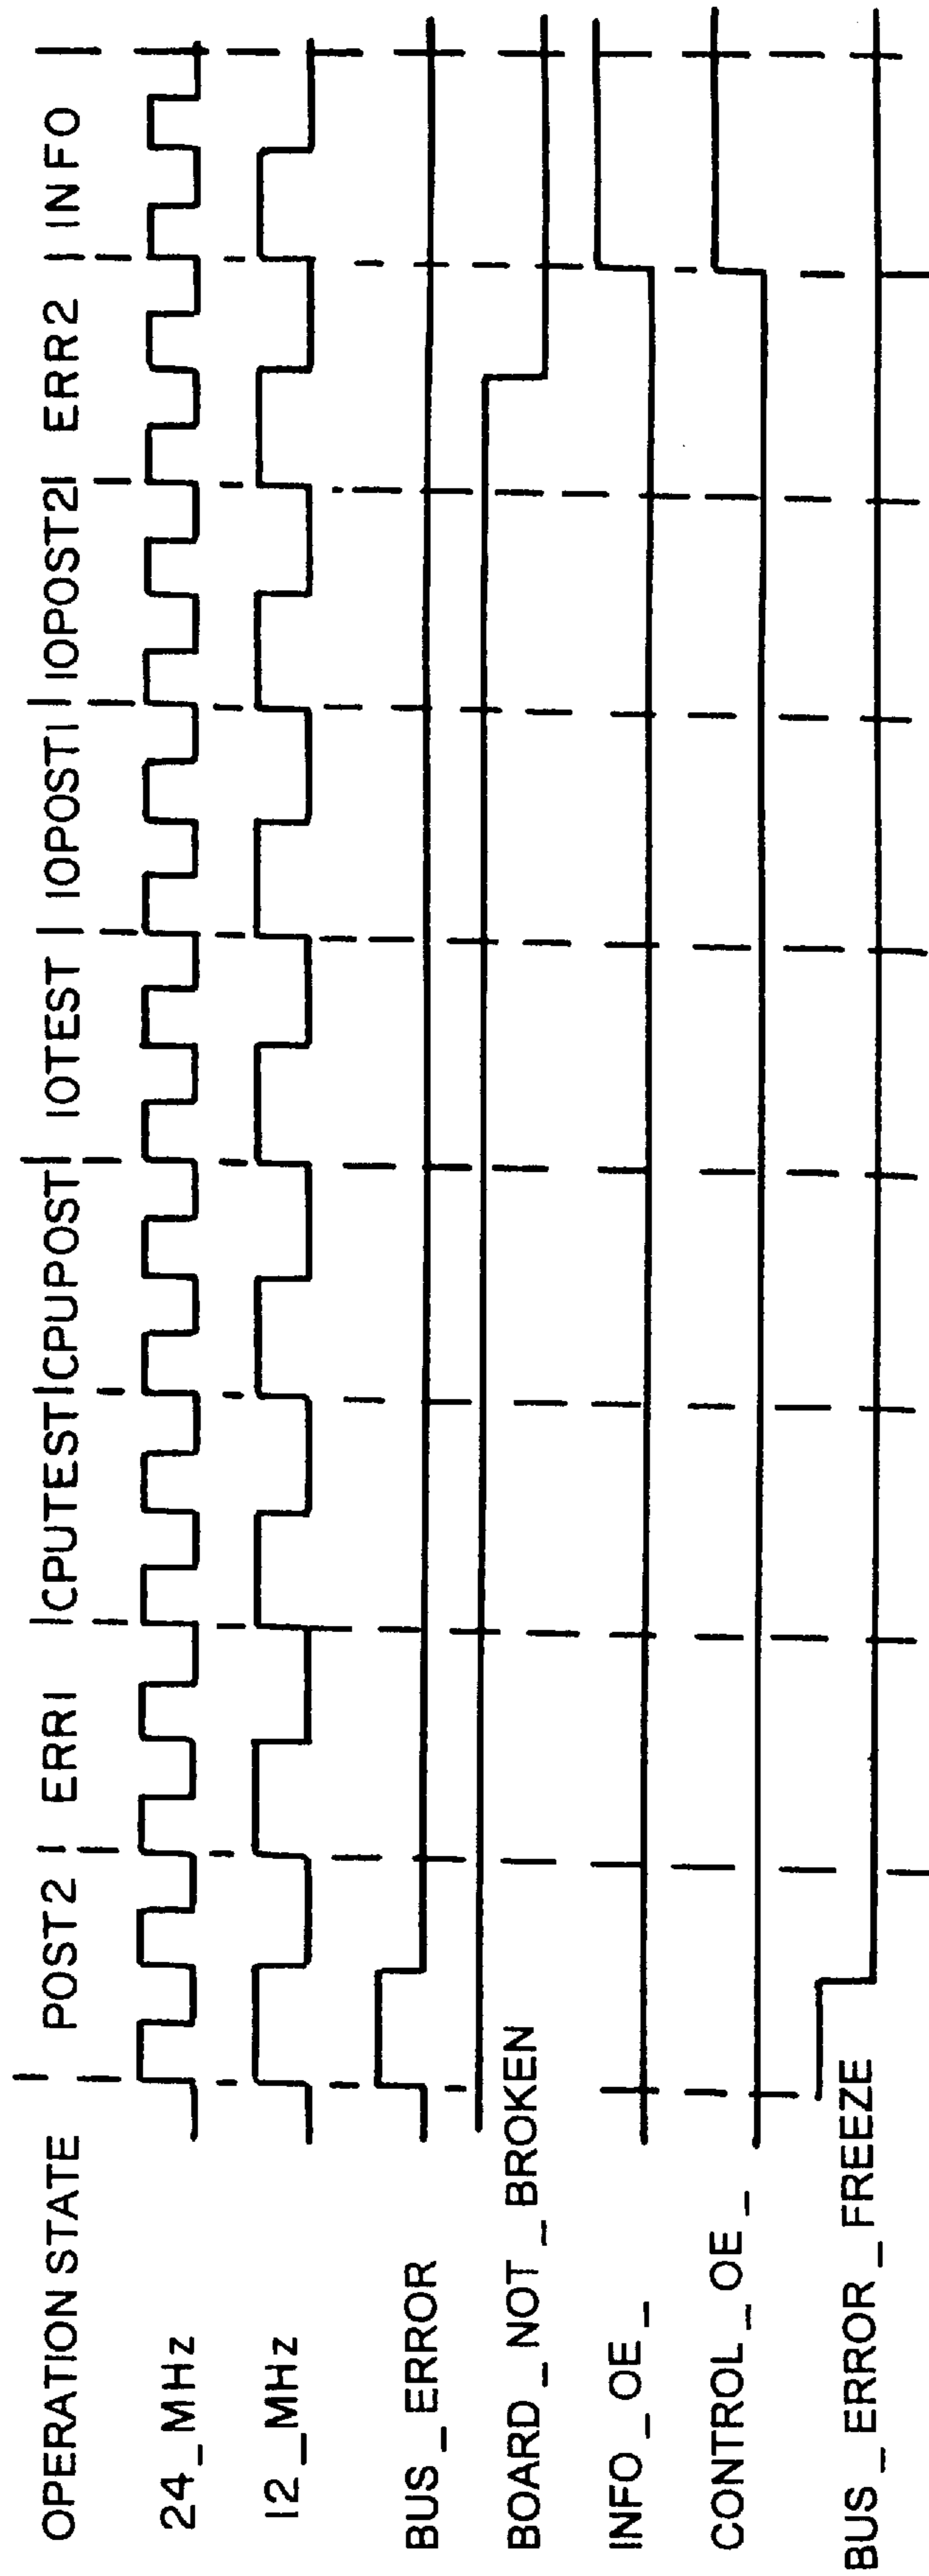 OPERATION STATE | POST2 | ERR1 | CPUTEST | CPUPOST | IOTEST | IOPOST1 | IOPOST2 | ERR2 | INFO |
24_MHz
12_MHz
BUS_ERROR
BOARD_NOT_BROKEN
INFO_OE_
CONTROL_OE_
BUS_ERROR_FREEZE